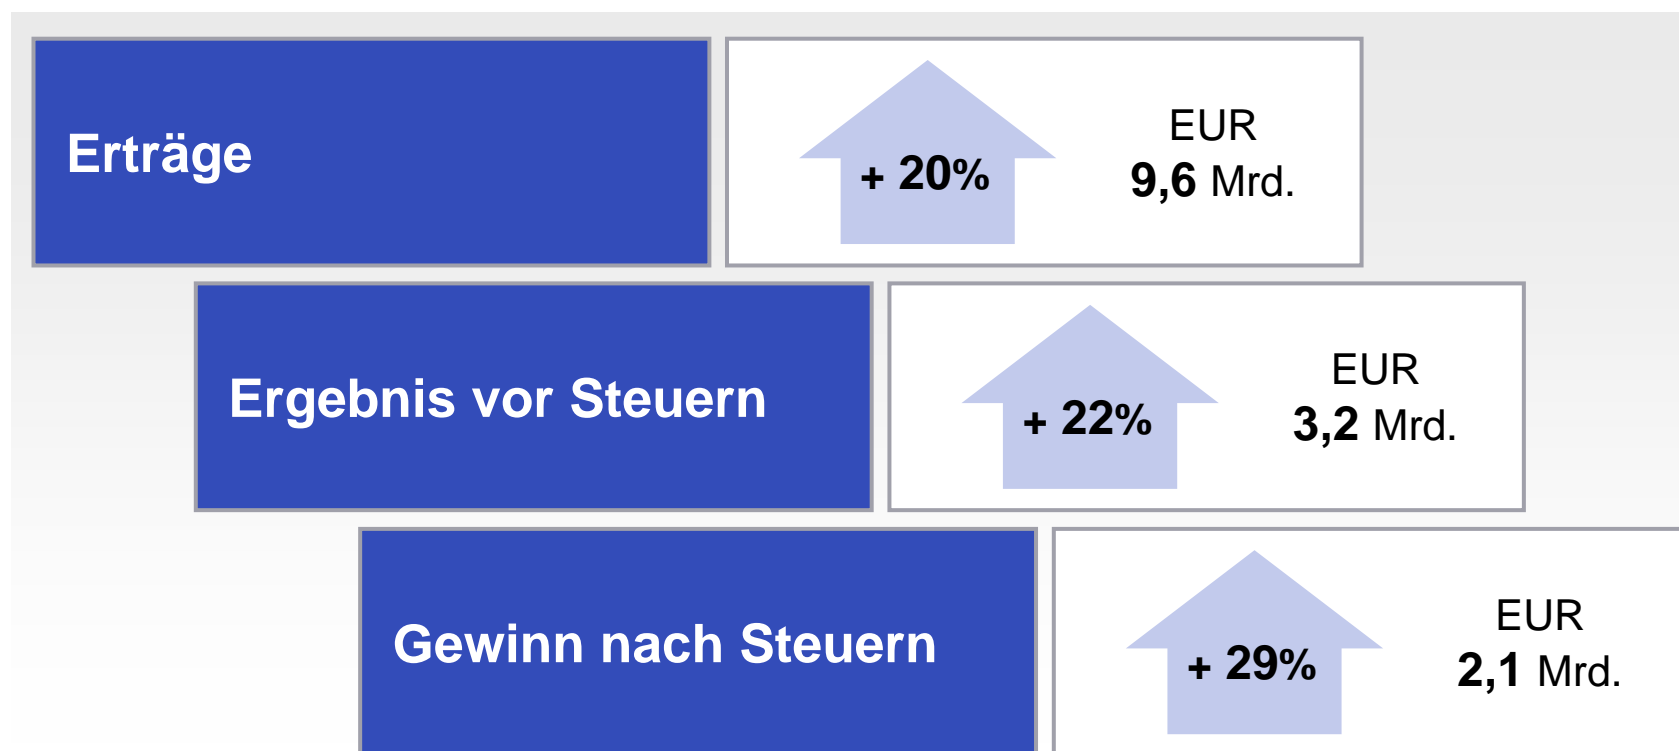 Erträge
+ 20%
EUR
9,6 Mrd.
Ergebnis vor Steuern
+ 22%
EUR
3,2 Mrd.
Gewinn nach Steuern
+ 29%
EUR
2,1 Mrd.